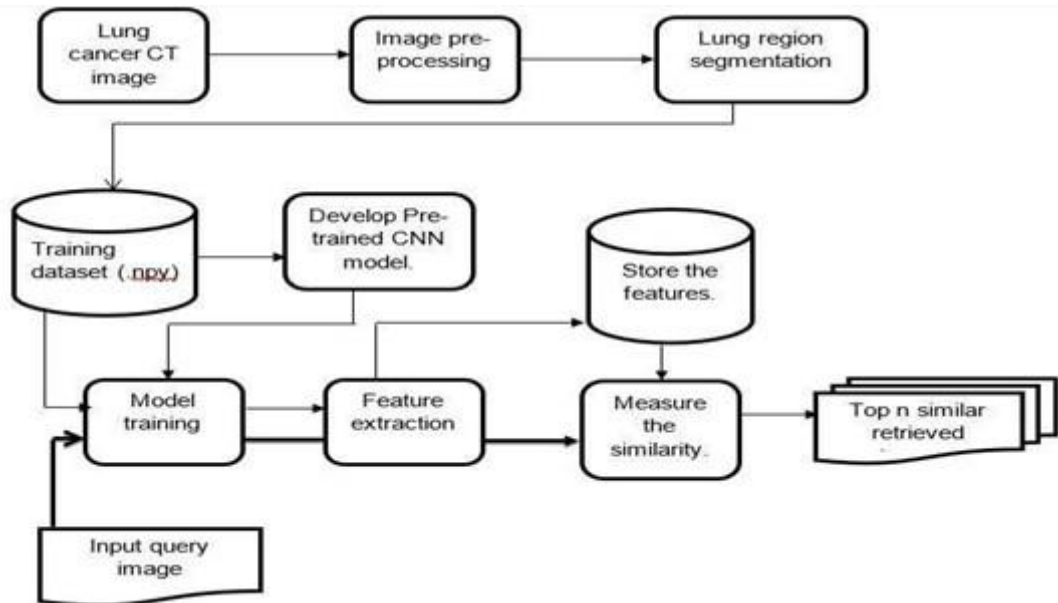 Lung
cancer CT
image
Image pre-
processing
Lung region
segmentation
Training
dataset (.npy)
Develop Pre-
trained CNN
model.
Store the
features.
Model
training
Feature
extraction
Measure
the
similarity.
Top n similar
retrieved
.
Input query
image